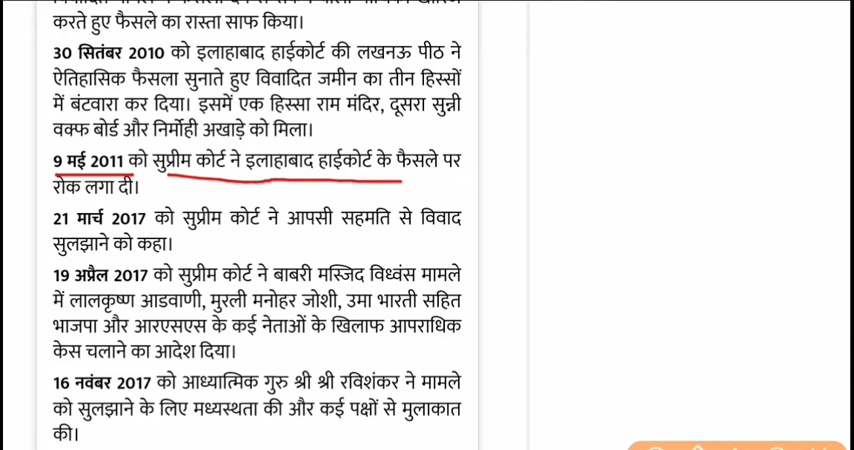 करते हुए फैसले का रास्ता साफ किया।
30 सितंबर 2010 को इलाहाबाद हाईकोर्ट की लखनऊ पीठ ने
ऐतिहासिक फैसला सुनाते हुए विवादित जमीन का तीन हिस्सों
में बंटवारा कर दिया। इसमें एक हिस्सा राम मंदिर, दूसरा सुन्नी
वक्फ बोर्ड और निर्मोही अखाड़े को मिला।
9 मई 2011 को सुप्रीम कोर्ट ने इलाहाबाद हाईकोर्ट के फैसले पर
रोक लगा दी।
21 मार्च 2017 को सुप्रीम कोर्ट ने आपसी सहमति से विवाद
सुलझाने को कहा।
19 अप्रैल 2017 को सुप्रीम कोर्ट ने बाबरी मस्जिद विध्वंस मामले
में लालकृष्ण आडवाणी, मुरली मनोहर जोशी, उमा भारती सहित
भाजपा और आरएसएस के कई नेताओं के खिलाफ आपराधिक
केस चलाने का आदेश दिया।
16 नवंबर 2017 को आध्यात्मिक गुरु श्री श्री रविशंकर ने मामले
को सुलझाने के लिए मध्यस्थता की और कई पक्षों से मुलाकात
की।